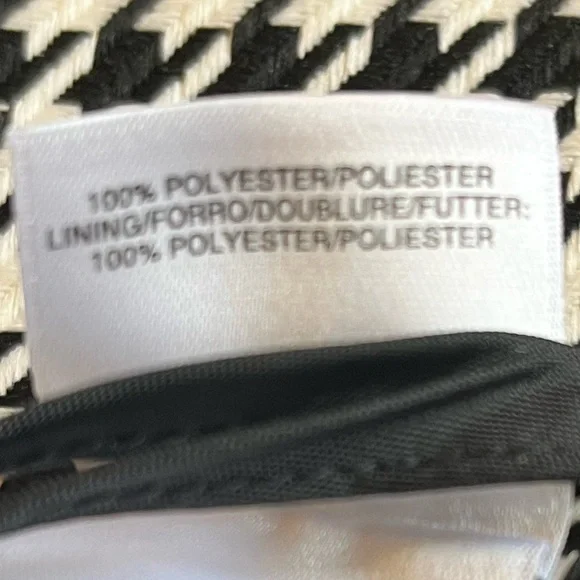 100% POLYESTER/POLIESTER
LINING/FORRO/DOUBLURE/FUTTER:
100% POLYESTER/POLIESTER